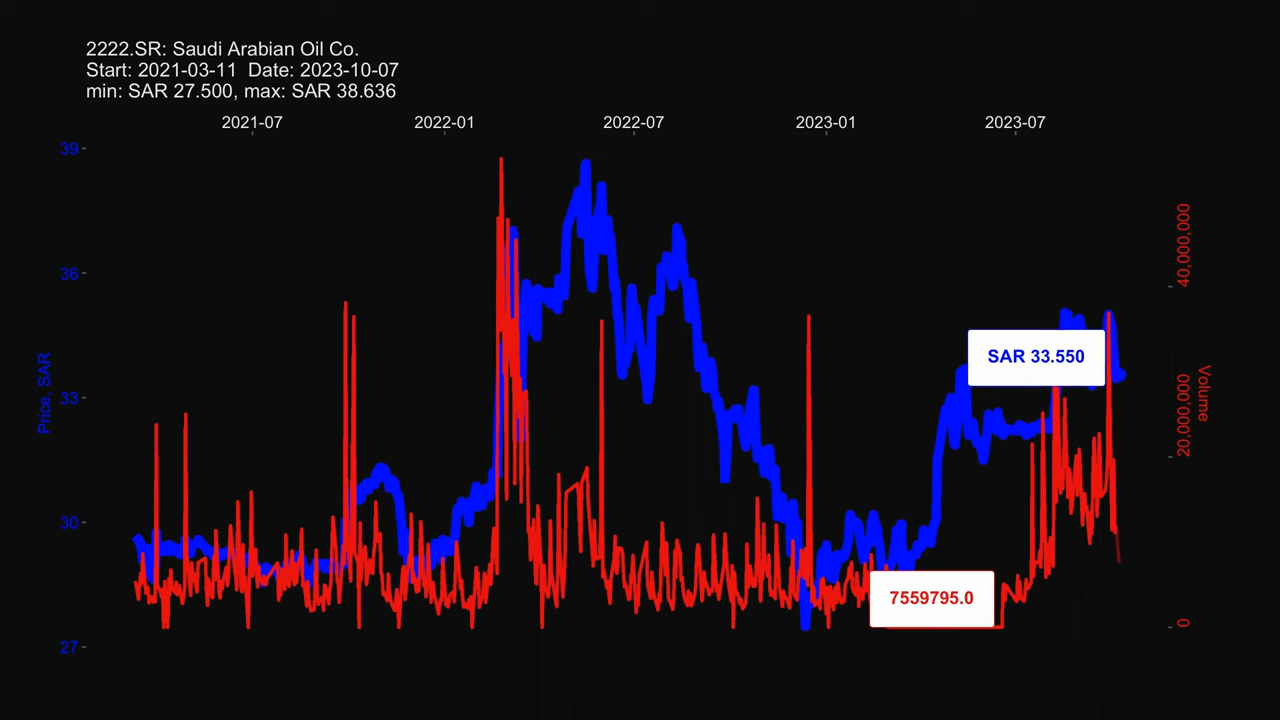 2222.SR: Saudi Arabian Oil Co.
Start: 2021-03-11 Date: 2023-10-07
min: SAR 27.500, max: SAR 38.636
2021-07 2022-01 2022-07 2023-01 2023-07
39
36
33
30
27
Price, SAR
SAR 33.550
7559795.0
40,000,000
20,000,000
0
Volume